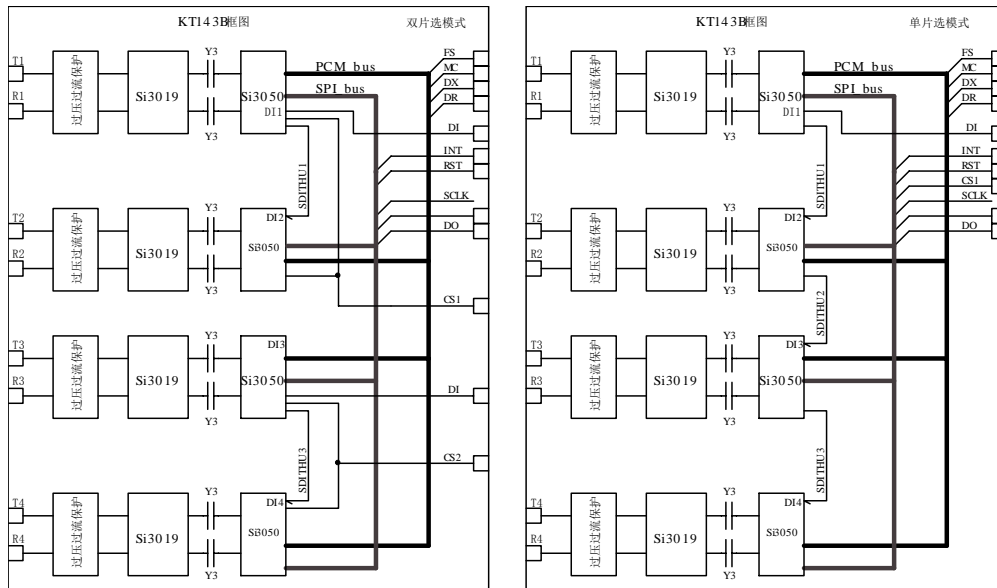 KT143B框图 双片选模式
Y3
T1
R1
过压过流保护
Si3019
Si3050
DI1
Y3
PCM bus
SPI bus
FS
MC
DX
DR
DI
INT
RST
SCLK
DO
SDITHU1
Y3
T2
R2
过压过流保护
Si3019
DI2
Si3050
Y3
CS1
Y3
T3
R3
过压过流保护
Si3019
DI3
Si3050
Y3
DI
SDITHU3
CS2
Y3
T4
R4
过压过流保护
Si3019
DI4
Si3050
Y3
KT143B框图 单片选模式
Y3
T1
R1
过压过流保护
Si3019
Si3050
DI1
Y3
PCM bus
SPI bus
FS
MC
DX
DR
DI
INT
RST
CS1
SCLK
DO
SDITHU1
Y3
T2
R2
过压过流保护
Si3019
DI2
Si3050
Y3
SDITHU2
Y3
T3
R3
过压过流保护
Si3019
DI3
Si3050
Y3
SDITHU3
Y3
T4
R4
过压过流保护
Si3019
DI4
Si3050
Y3